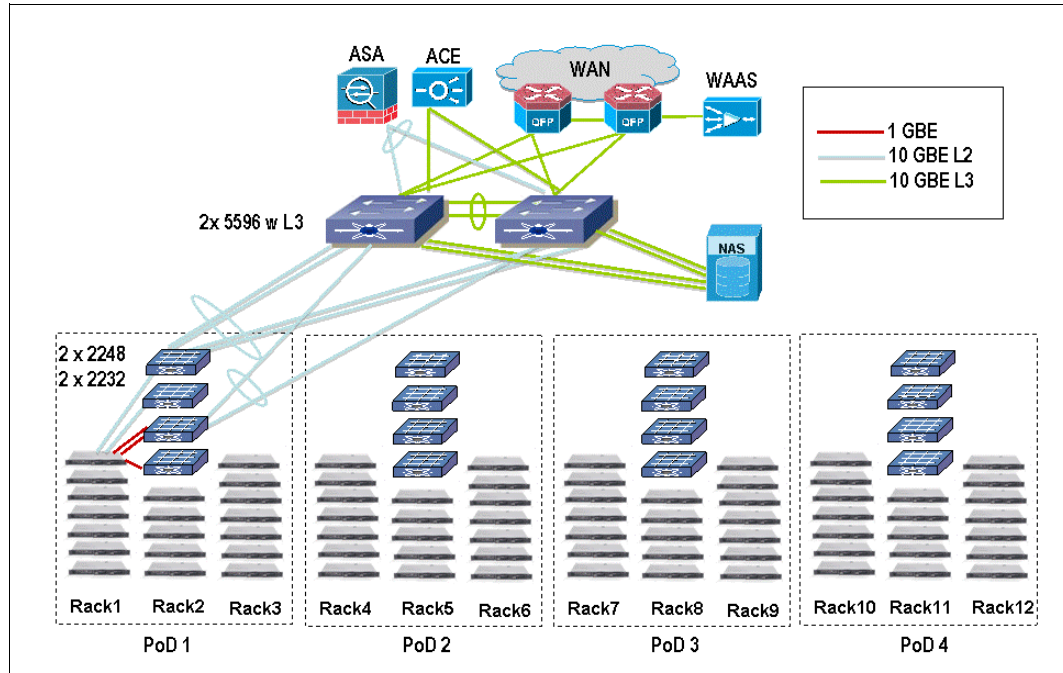 ASA
ACE
WAN
WAAS
QFP
QFP
1 GBE
10 GBE L2
10 GBE L3
2x 5596 w L3
NAS
2 x 2248
2 x 2232
Rack1
Rack2
Rack3
Rack4
Rack5
Rack6
Rack7
Rack8
Rack9
Rack10
Rack11
Rack12
PoD 1
PoD 2
PoD 3
PoD 4